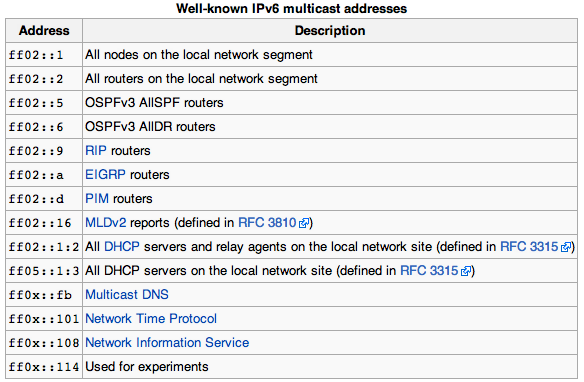 Well-known IPv6 multicast addresses
Address Description
ff02::1 All nodes on the local network segment
ff02::2 All routers on the local network segment
ff02::5 OSPFv3 AllSPF routers
ff02::6 OSPFv3 AllDR routers
ff02::9 RIP routers
ff02::a EIGRP routers
ff02::d PIM routers
ff02::16 MLDv2 reports (defined in RFC 3810)
ff02::1:2 All DHCP servers and relay agents on the local network site (defined in RFC 3315)
ff05::1:3 All DHCP servers on the local network site (defined in RFC 3315)
ff0x::fb Multicast DNS
ff0x::101 Network Time Protocol
ff0x::108 Network Information Service
ff0x::114 Used for experiments